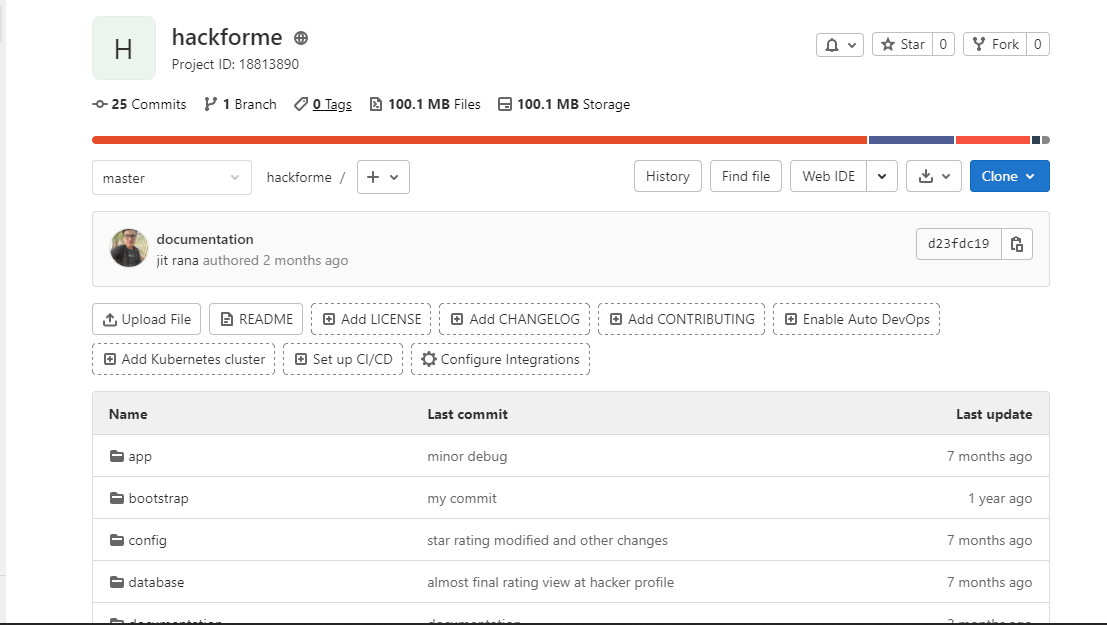 H
hackforme
Project ID: 18813890
Star 0 Fork 0
25 Commits 1 Branch 0 Tags 100.1 MB Files 100.1 MB Storage
master hackforme / + History Find file Web IDE Clone
documentation
jit rana authored 2 months ago
d23fdc19
Upload File README Add LICENSE Add CHANGELOG Add CONTRIBUTING Enable Auto DevOps
Add Kubernetes cluster Set up CI/CD Configure Integrations
Name Last commit Last update
app minor debug 7 months ago
bootstrap my commit 1 year ago
config star rating modified and other changes 7 months ago
database almost final rating view at hacker profile 7 months ago
documentation documentation 2 months ago